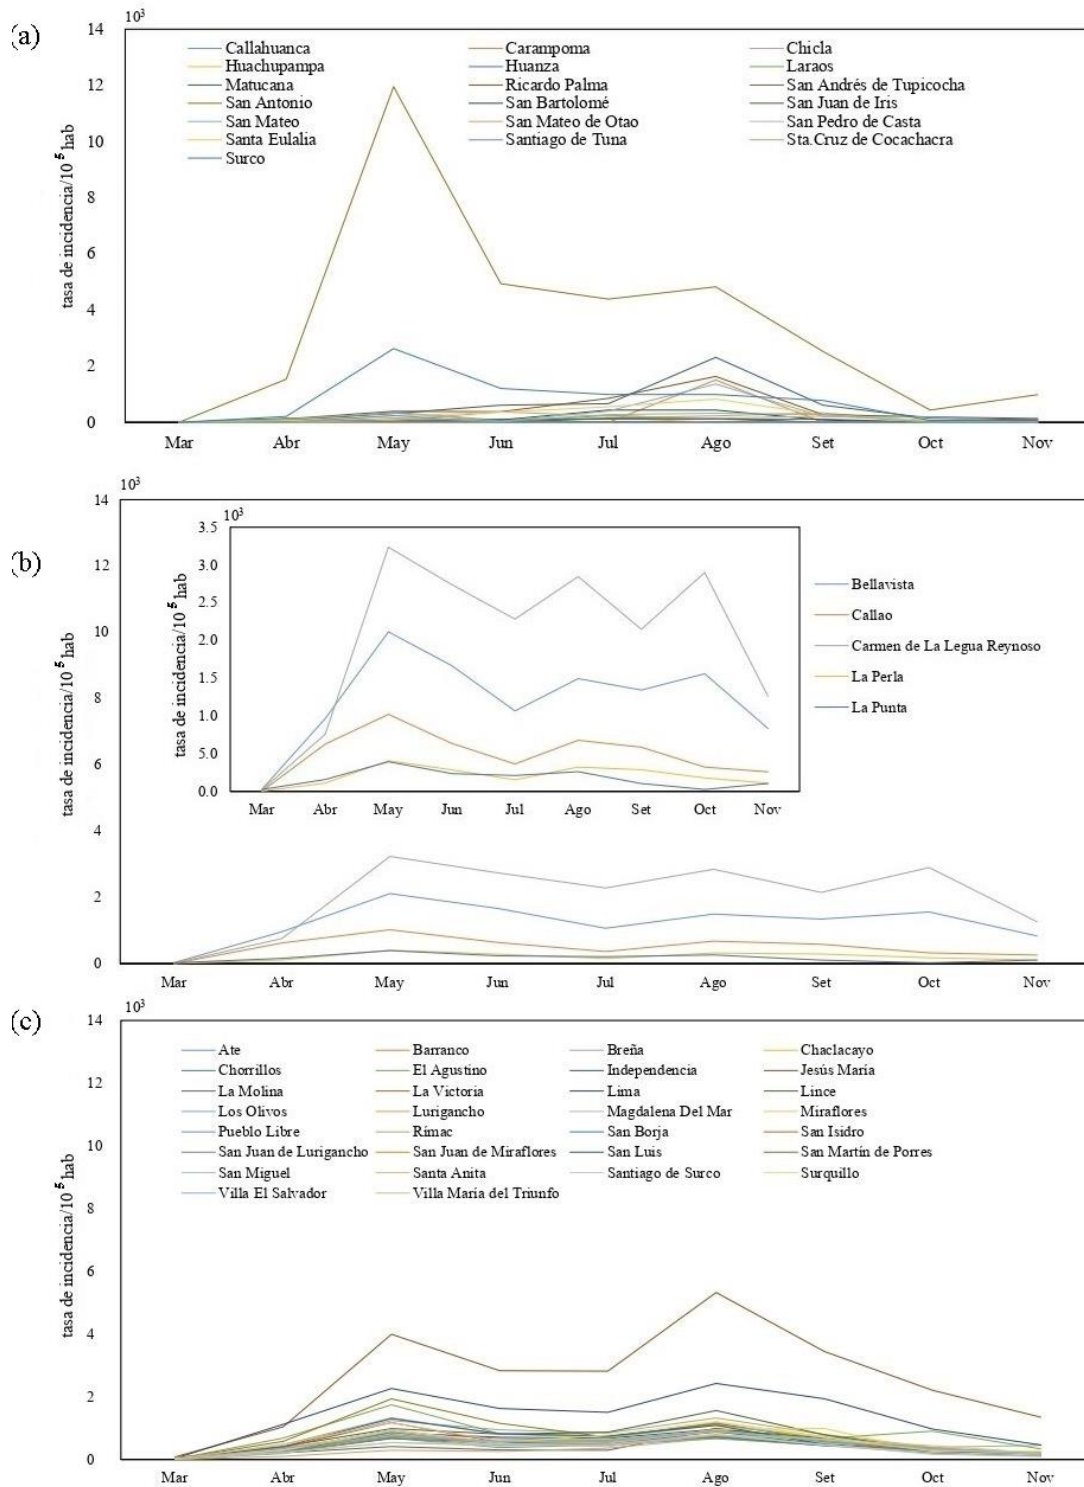 (a)
10³
14
Callahuanca Carampoma Chicla
Huachupampa Huanza Laraos
Matucana Ricardo Palma San Andrés de Tupicocha
San Antonio San Bartolomé San Juan de Iris
San Mateo San Mateo de Otao San Pedro de Casta
Santa Eulalia Santiago de Tuna Sta.Cruz de Cocachacra
Surco
12
10
8
6
4
2
0
tasa de incidencia/10⁵ hab
Mar Abr May Jun Jul Ago Set Oct Nov
(b)
10³
14
12
10
8
6
4
2
0
tasa de incidencia/10⁵ hab
10³
3.5
3.0
2.5
2.0
1.5
1.0
5.0
0.0
tasa de incidencia/10⁵ hab
Mar Abr May Jun Jul Ago Set Oct Nov
Bellavista
Callao
Carmen de La Legua Reynoso
La Perla
La Punta
Mar Abr May Jun Jul Ago Set Oct Nov
(c)
10³
14
12
10
8
6
4
2
0
tasa de incidencia/10⁵ hab
Ate Barranco Breña Chaclacayo
Chorrillos El Agustino Independencia Jesús María
La Molina La Victoria Lima Lince
Los Olivos Lurigancho Magdalena Del Mar Miraflores
Pueblo Libre Rímac San Borja San Isidro
San Juan de Lurigancho San Juan de Miraflores San Luis San Martín de Porres
San Miguel Santa Anita Santiago de Surco Surquillo
Villa El Salvador Villa María del Triunfo
Mar Abr May Jun Jul Ago Set Oct Nov